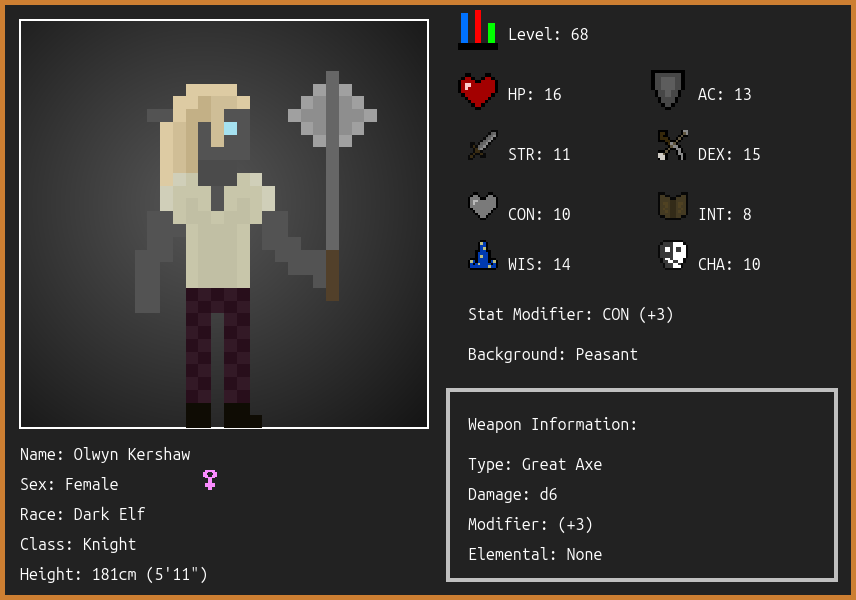 Level: 68
HP: 16
AC: 13
STR: 11
DEX: 15
CON: 10
INT: 8
WIS: 14
CHA: 10
Stat Modifier: CON (+3)
Background: Peasant
Weapon Information:
Type: Great Axe
Damage: d6
Modifier: (+3)
Elemental: None
Name: Olwyn Kershaw
Sex: Female
Race: Dark Elf
Class: Knight
Height: 181cm (5'11")